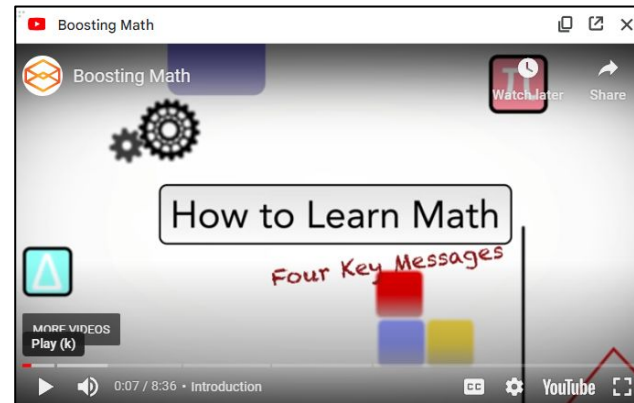 Boosting Math
Boosting Math
Watch later
Share
How to Learn Math
Four Key Messages
MORE VIDEOS
Play (k)
0:07 / 8:36 • Introduction
CC
YouTube